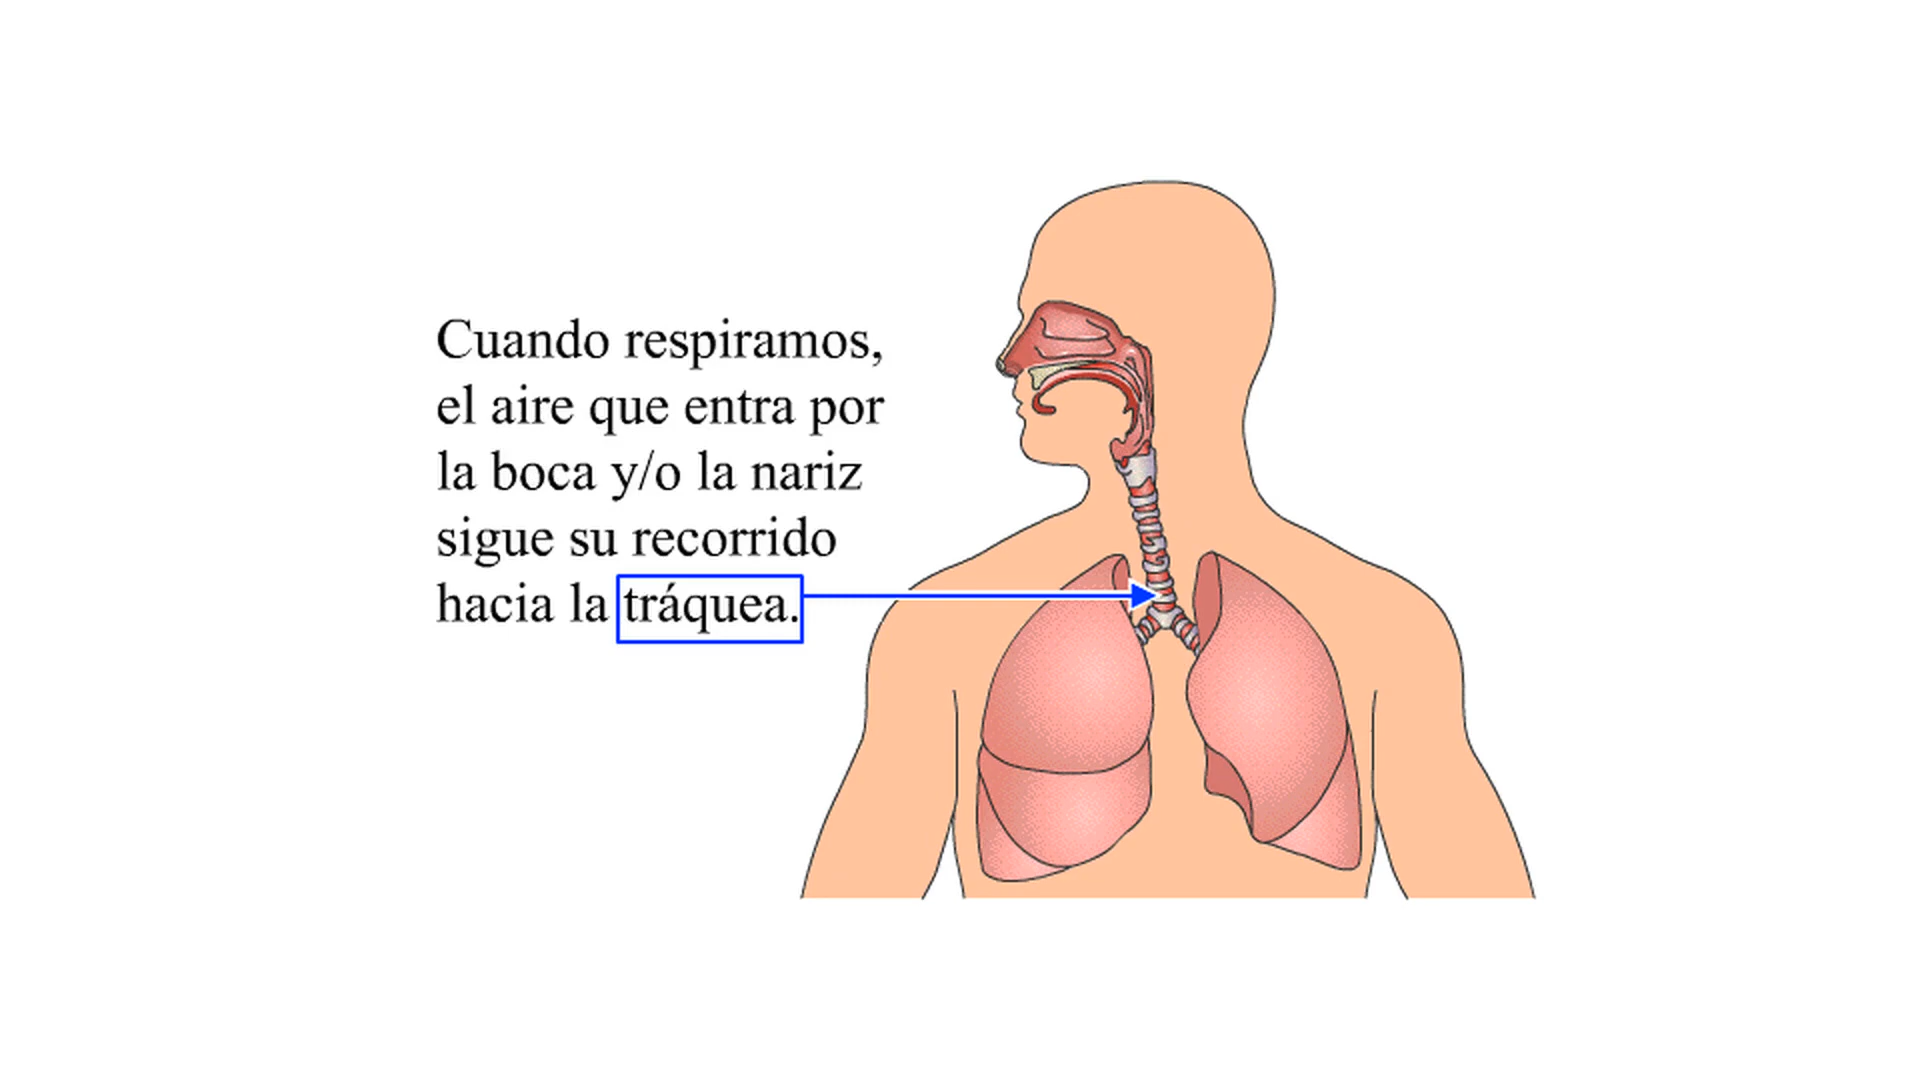 Cuando respiramos,
el aire que entra por
la boca y/o la nariz
sigue su recorrido
hacia la tráquea.